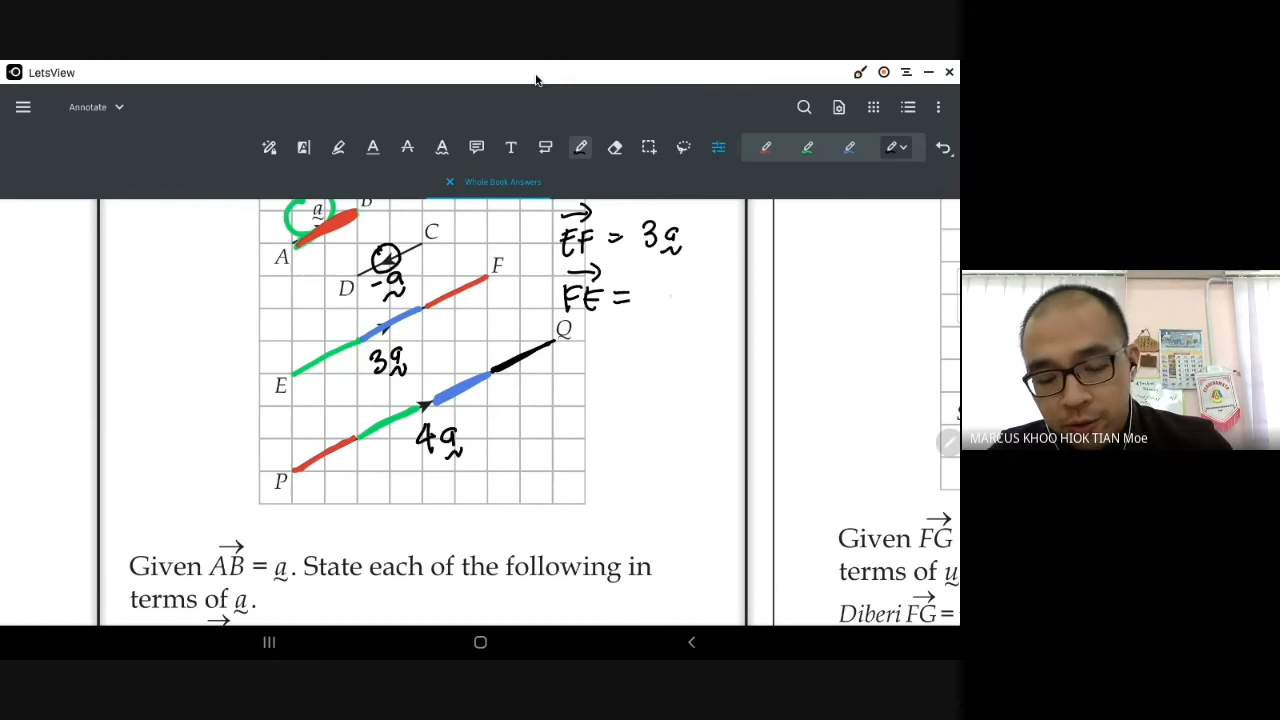 LetsView
Annotate
Whole Book Answers
a
B
A
C
D
-a
F
3a
E
Q
4a
P
EF = 3a
FE =
Given AB = a. State each of the following in
terms of a.
Given FG
terms of u
Diberi FG =
MARCUS KHOO HIOK TIAN Moe